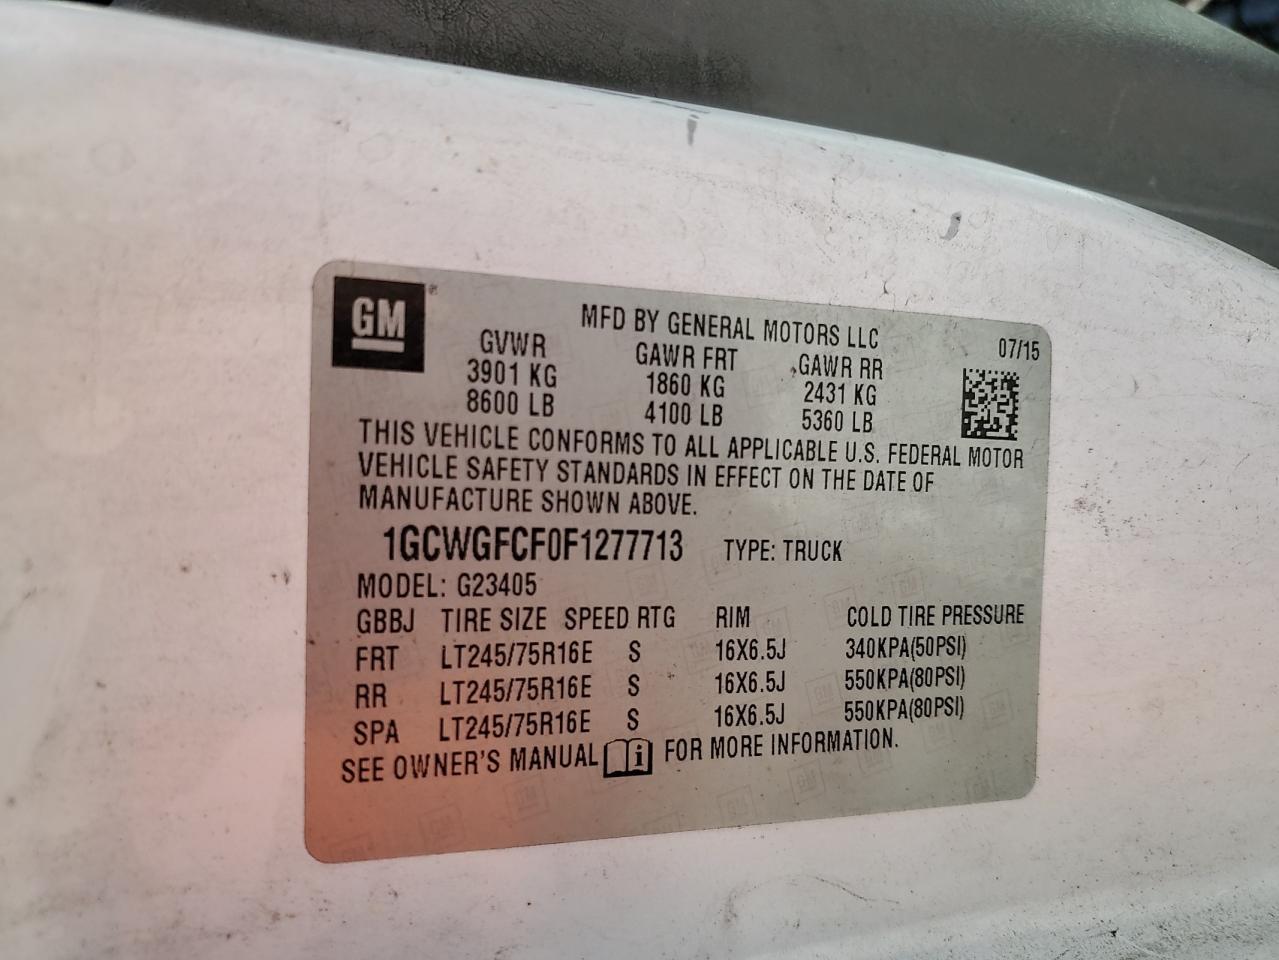 GM
MFD BY GENERAL MOTORS LLC 07/15
GVWR GAWR FRT GAWR RR
3901 KG 1860 KG 2431 KG
8600 LB 4100 LB 5360 LB
THIS VEHICLE CONFORMS TO ALL APPLICABLE U.S. FEDERAL MOTOR
VEHICLE SAFETY STANDARDS IN EFFECT ON THE DATE OF
MANUFACTURE SHOWN ABOVE.
1GCWGFCF0F1277713 TYPE: TRUCK
MODEL: G23405
GBBJ TIRE SIZE SPEED RTG RIM COLD TIRE PRESSURE
FRT LT245/75R16E S 16X6.5J 340KPA(50PSI)
RR LT245/75R16E S 16X6.5J 550KPA(80PSI)
SPA LT245/75R16E S 16X6.5J 550KPA(80PSI)
SEE OWNER'S MANUAL i FOR MORE INFORMATION.